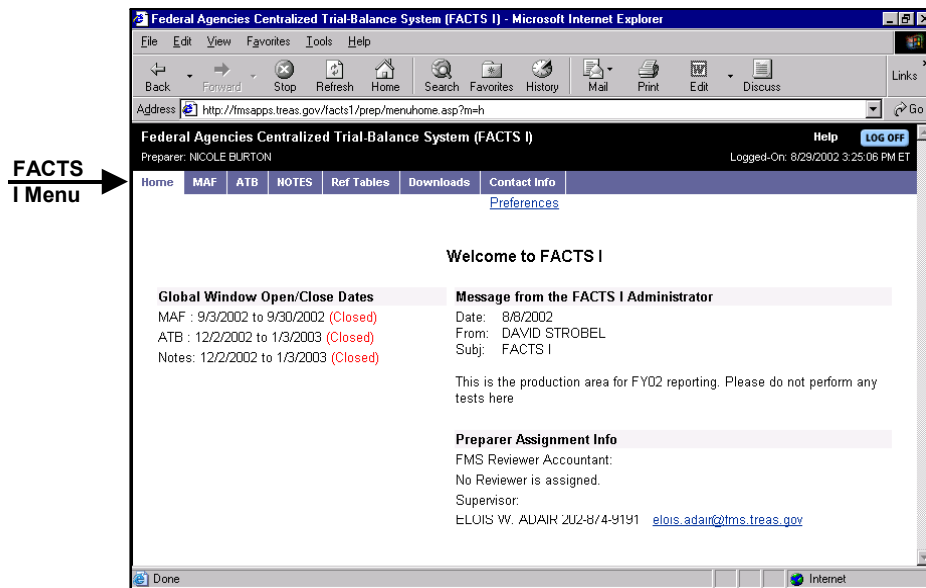 Federal Agencies Centralized Trial-Balance System (FACTS I) - Microsoft Internet Explorer
File Edit View Favorites Tools Help
Back Forward Stop Refresh Home Search Favorites History Mail Print Edit Discuss Links
Address http://fmsapps.treas.gov/facts1/prep/menuhome.asp?m=h Go
Federal Agencies Centralized Trial-Balance System (FACTS I) Help LOG OFF
Preparer: NICOLE BURTON Logged-On: 8/29/2002 3:25:06 PM ET
FACTS
I Menu
Home MAF ATB NOTES Ref Tables Downloads Contact Info
Preferences
Welcome to FACTS I
Global Window Open/Close Dates
MAF : 9/3/2002 to 9/30/2002 (Closed)
ATB : 12/2/2002 to 1/3/2003 (Closed)
Notes: 12/2/2002 to 1/3/2003 (Closed)
Message from the FACTS I Administrator
Date: 8/8/2002
From: DAVID STROBEL
Subj: FACTS I
This is the production area for FY02 reporting. Please do not perform any
tests here
Preparer Assignment Info
FMS Reviewer Accountant:
No Reviewer is assigned.
Supervisor:
ELOIS W. ADAIR 202-874-9191 elois.adair@fms.treas.gov
Done Internet